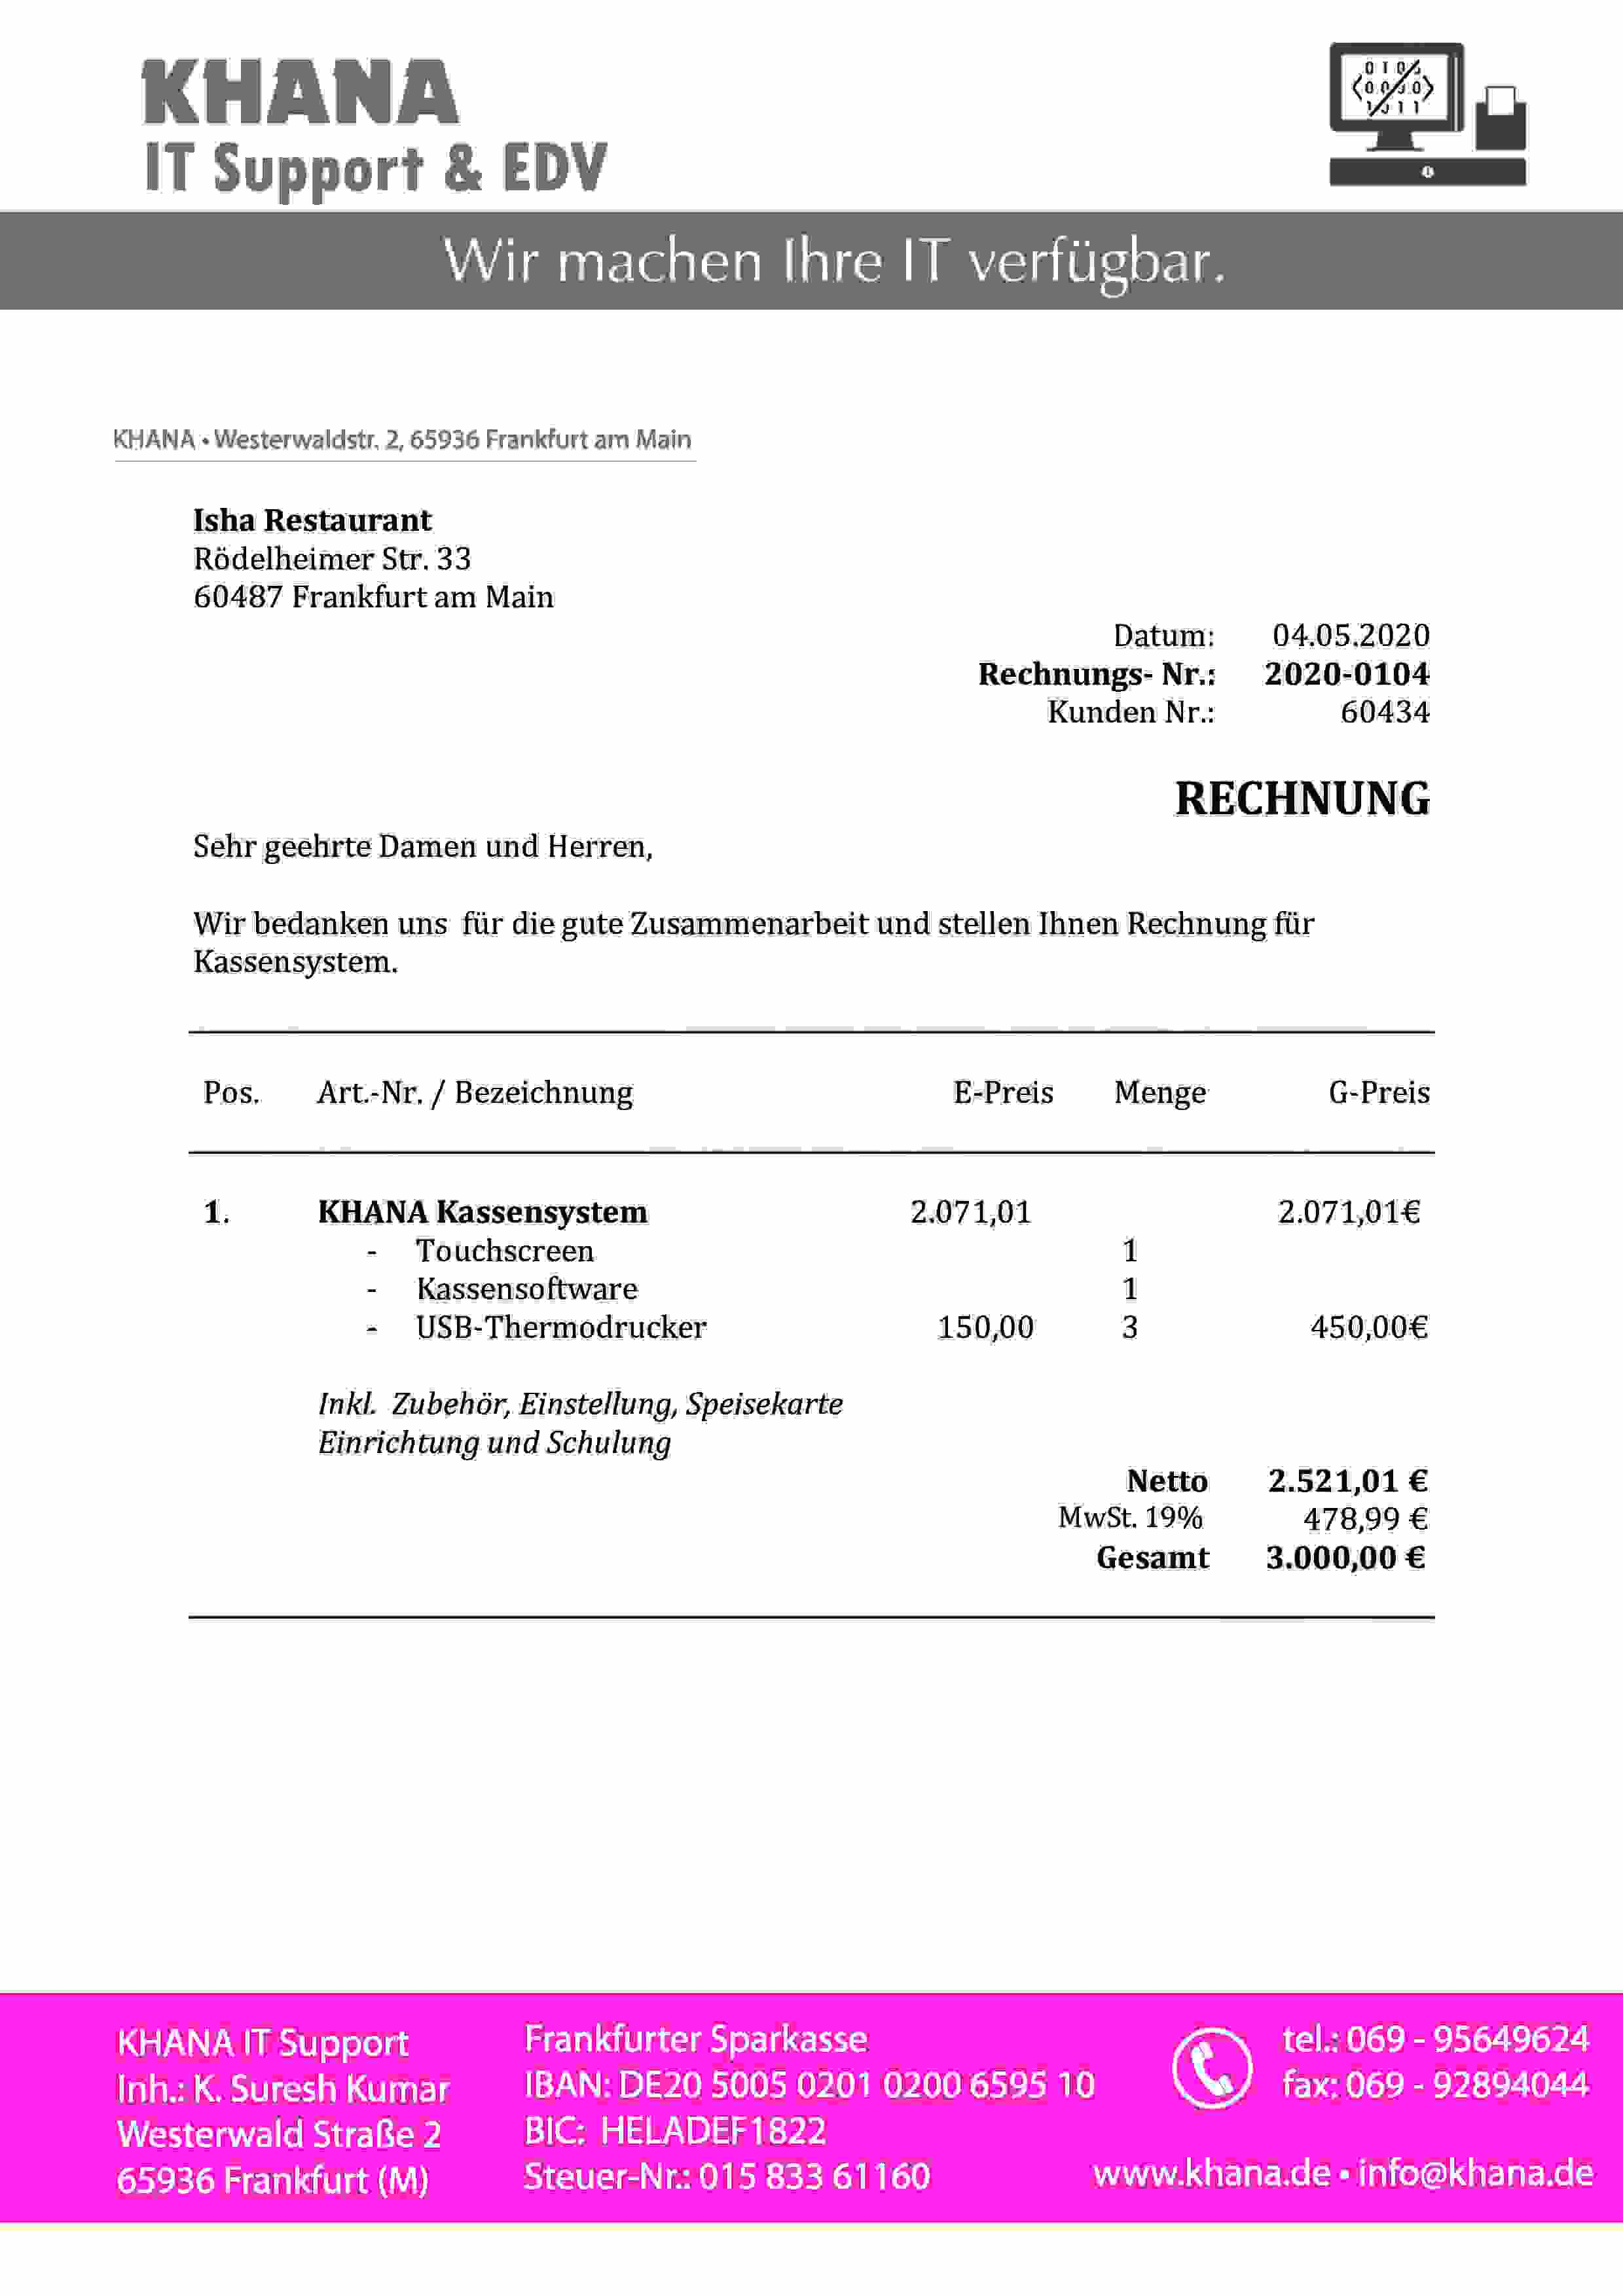 KHANA
IT Support & EDV
Wir machen Ihre IT verfügbar.
KHANA • Westerwaldstr. 2, 65936 Frankfurt am Main
Isha Restaurant
Rödelheimer Str. 33
60487 Frankfurt am Main
Datum: 04.05.2020
Rechnungs- Nr.: 2020-0104
Kunden Nr.: 60434
RECHNUNG
Sehr geehrte Damen und Herren,
Wir bedanken uns für die gute Zusammenarbeit und stellen Ihnen Rechnung für
Kassensystem.
Pos. Art.-Nr. / Bezeichnung E-Preis Menge G-Preis
1. KHANA Kassensystem 2.071,01 2.071,01€
- Touchscreen 1
- Kassensoftware 1
- USB-Thermodrucker 150,00 3 450,00€
Inkl. Zubehör, Einstellung, Speisekarte
Einrichtung und Schulung
Netto 2.521,01 €
MwSt. 19% 478,99 €
Gesamt 3.000,00 €
KHANA IT Support
Inh.: K. Suresh Kumar
Westerwald Straße 2
65936 Frankfurt (M)
Frankfurter Sparkasse
IBAN: DE20 5005 0201 0200 6595 10
BIC: HELADEF1822
Steuer-Nr.: 015 833 61160
tel.: 069 - 95649624
fax: 069 - 92894044
www.khana.de • info@khana.de